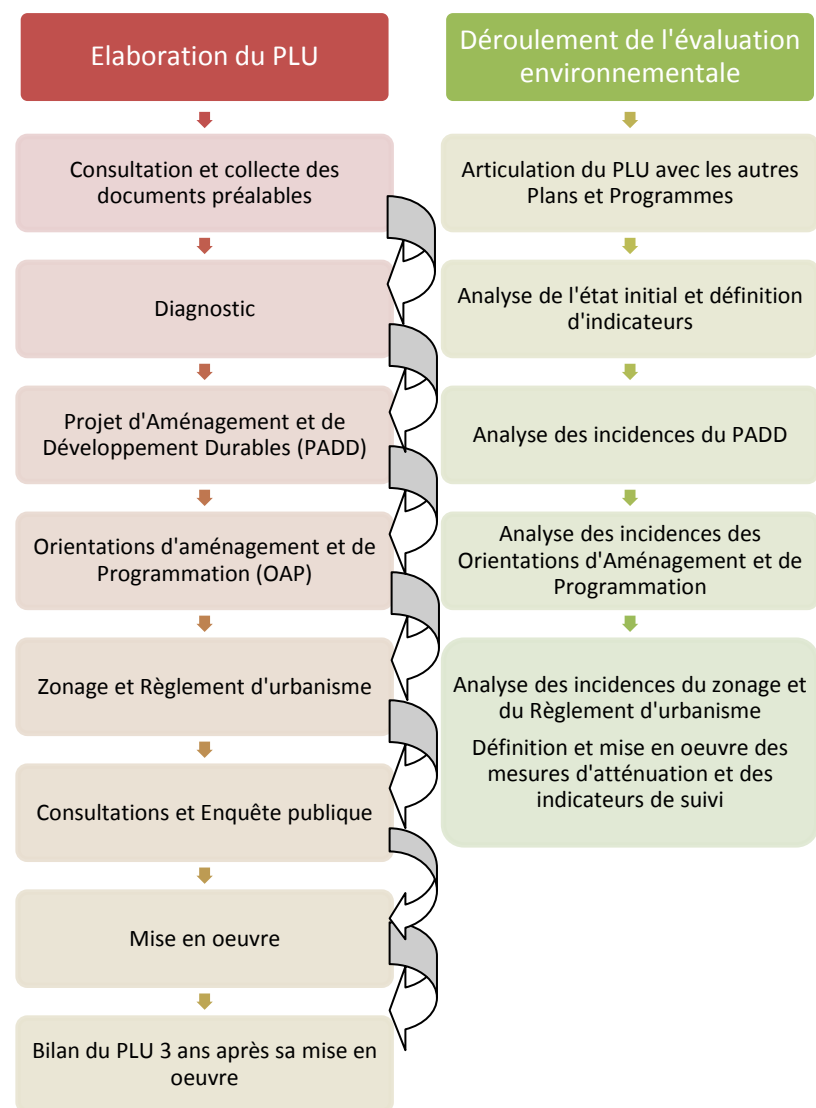 Elaboration du PLU
Consultation et collecte des
documents préalables
Diagnostic
Projet d'Aménagement et de
Développement Durables (PADD)
Orientations d'aménagement et de
Programmation (OAP)
Zonage et Règlement d'urbanisme
Consultations et Enquête publique
Mise en oeuvre
Bilan du PLU 3 ans après sa mise en
oeuvre
Déroulement de l'évaluation
environnementale
Articulation du PLU avec les autres
Plans et Programmes
Analyse de l'état initial et définition
d'indicateurs
Analyse des incidences du PADD
Analyse des incidences des
Orientations d'Aménagement et de
Programmation
Analyse des incidences du zonage et
du Règlement d'urbanisme
Définition et mise en oeuvre des
mesures d'atténuation et des
indicateurs de suivi